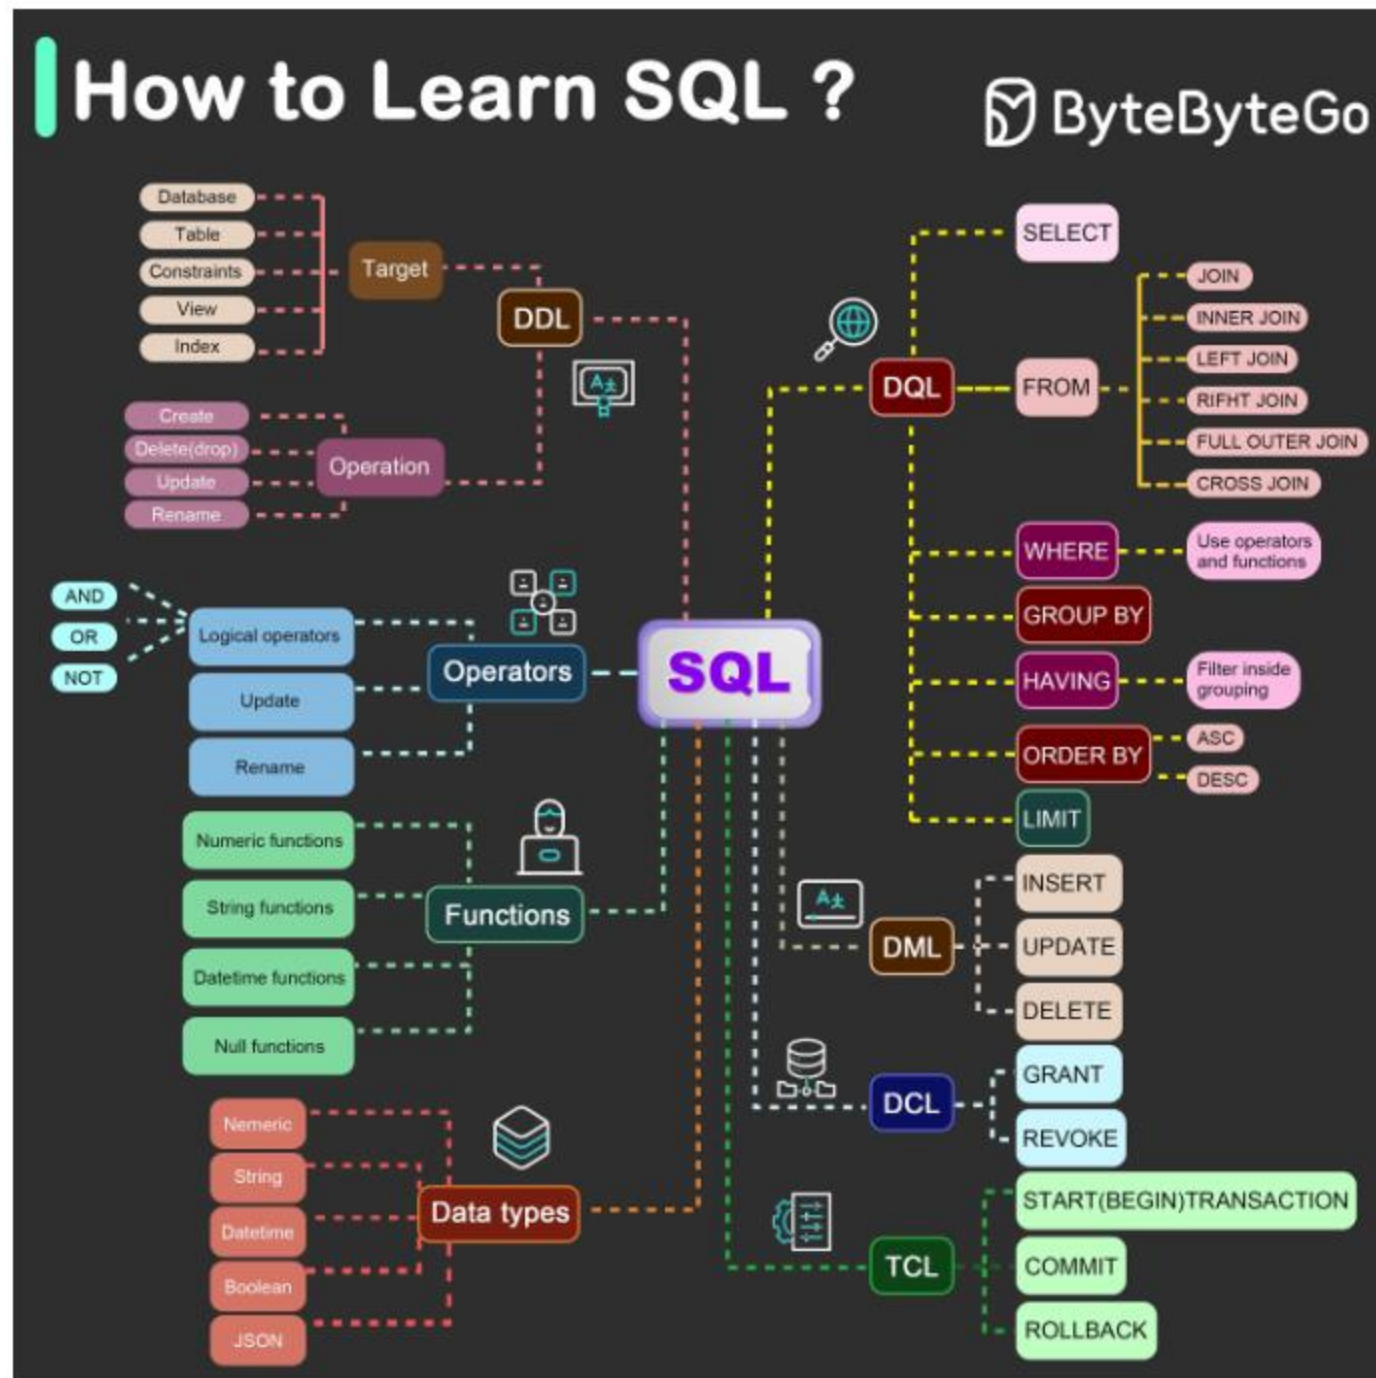 How to Learn SQL ?
ByteByteGo
Database
Table
Constraints
View
Index
Target
DDL
Create
Delete(drop)
Update
Rename
Operation
AND
OR
NOT
Logical operators
Update
Rename
Operators
Numeric functions
String functions
Datetime functions
Null functions
Functions
Nemeric
String
Datetime
Boolean
JSON
Data types
SQL
A
A
DQL
SELECT
FROM
JOIN
INNER JOIN
LEFT JOIN
RIFHT JOIN
FULL OUTER JOIN
CROSS JOIN
WHERE
Use operators
and functions
GROUP BY
HAVING
Filter inside
grouping
ORDER BY
ASC
DESC
LIMIT
DML
INSERT
UPDATE
DELETE
DCL
GRANT
REVOKE
TCL
START(BEGIN)TRANSACTION
COMMIT
ROLLBACK